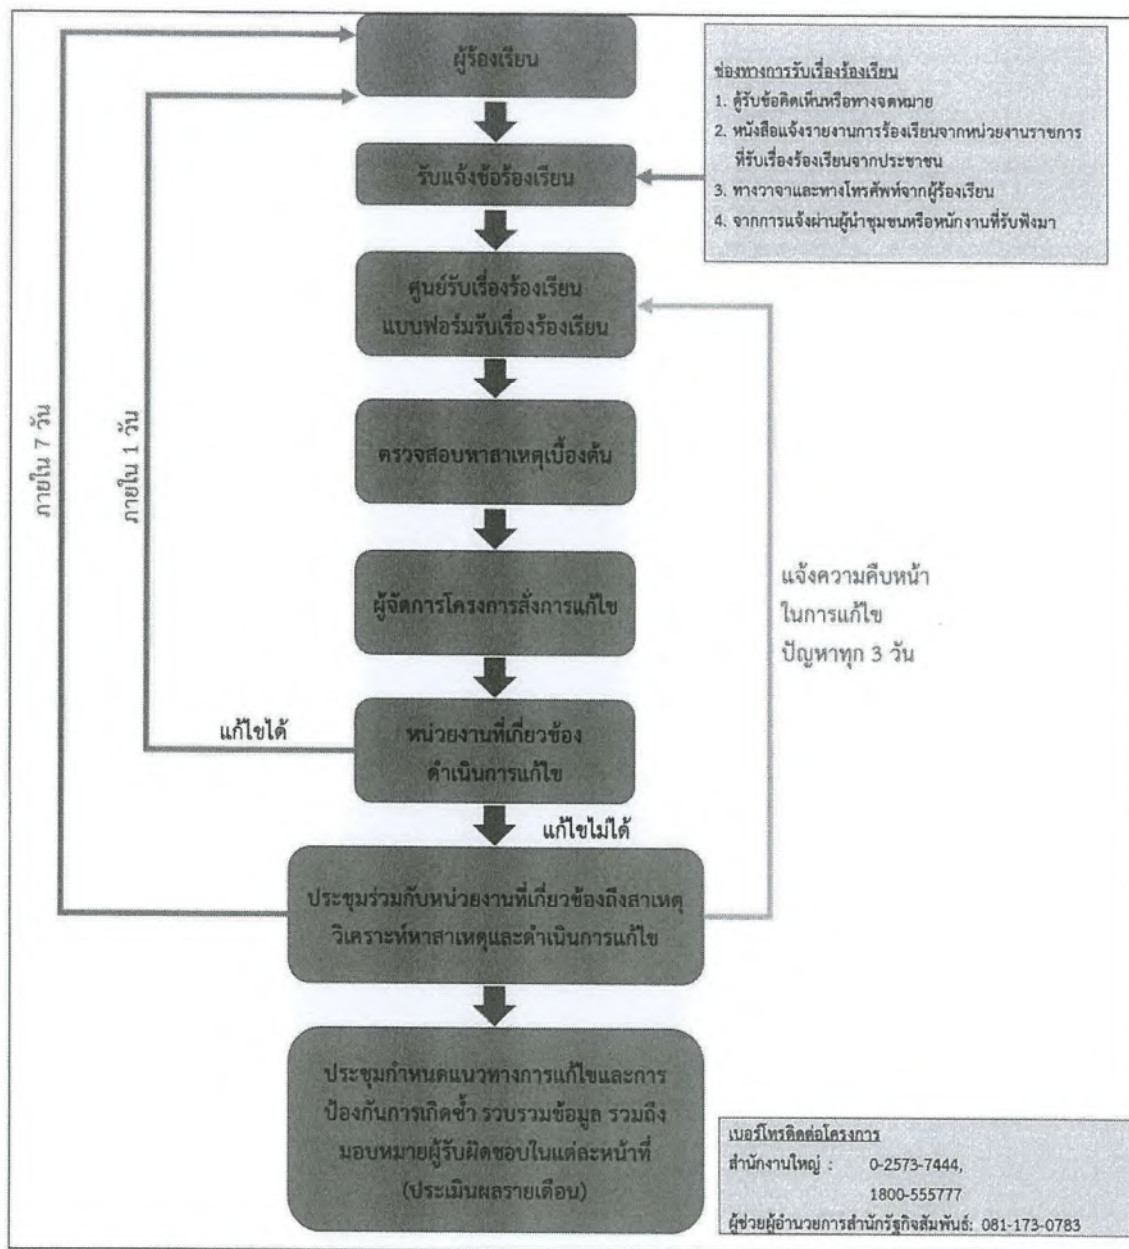 ผู้ร้องเรียน
ช่องทางการรับเรื่องร้องเรียน
1. ตู้รับข้อคิดเห็นหรือทางจดหมาย
2. หนังสือแจ้งรายงานการร้องเรียนจากหน่วยงานราชการ
ที่รับเรื่องร้องเรียนจากประชาชน
3. ทางวาจาและทางโทรศัพท์จากผู้ร้องเรียน
4. จากการแจ้งผ่านผู้นำชุมชนหรือหนักงานที่รับฟังมา
รับแจ้งข้อร้องเรียน
ศูนย์รับเรื่องร้องเรียน
แบบฟอร์มรับเรื่องร้องเรียน
ภายใน 7 วัน
ภายใน 1 วัน
ตรวจสอบหาสาเหตุเบื้องต้น
ผู้จัดการโครงการสั่งการแก้ไข
แจ้งความคืบหน้า
ในการแก้ไข
ปัญหาทุก 3 วัน
แก้ไขได้
หน่วยงานที่เกี่ยวข้อง
ดำเนินการแก้ไข
แก้ไขไม่ได้
ประชุมร่วมกับหน่วยงานที่เกี่ยวข้องถึงสาเหตุ
วิเคราะห์หาสาเหตุและดำเนินการแก้ไข
ประชุมกำหนดแนวทางการแก้ไขและการ
ป้องกันการเกิดซ้ำ รวบรวมข้อมูล รวมถึง
มอบหมายผู้รับผิดชอบในแต่ละหน้าที่
(ประเมินผลรายเดือน)
เบอร์โทรติดต่อโครงการ
สำนักงานใหญ่ : 0-2573-7444,
1800-555777
ผู้ช่วยผู้อำนวยการสำนักรัฐกิจสัมพันธ์: 081-173-0783